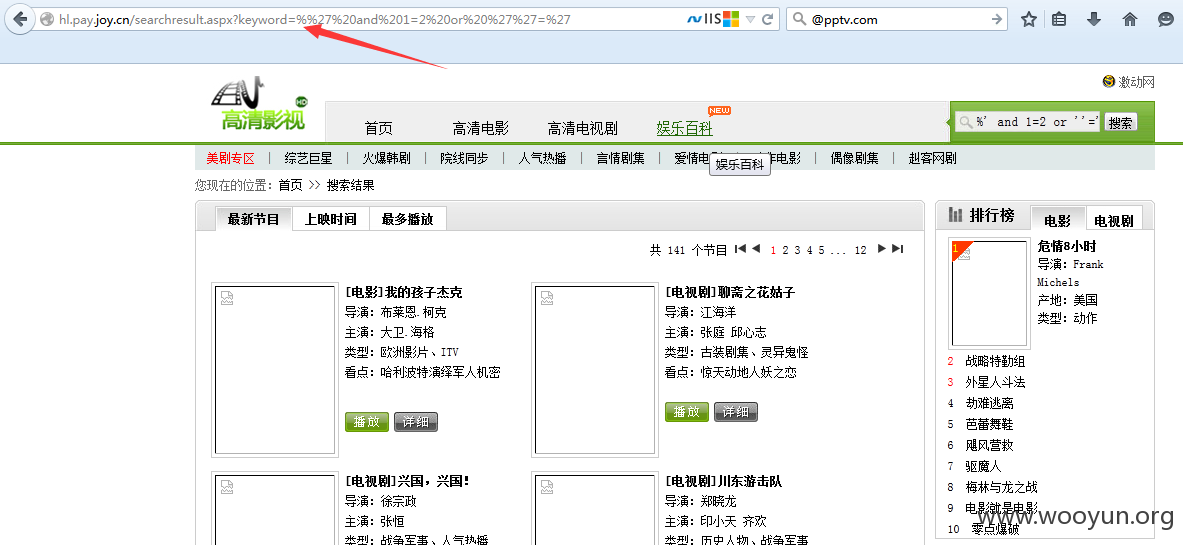 hl.pay.joy.cn/searchresult.aspx?keyword=%%27%20and%201=2%20or%20%27%27=%27
IIS
@pptv.com
激动网
高清影视 HD
首页 高清电影 高清电视剧 娱乐百科 NEW
%' and 1=2 or ''=' 搜索
美剧专区 | 综艺巨星 | 火爆韩剧 | 院线同步 | 人气热播 | 言情剧集 | 爱情电 作电影 | 偶像剧集 | 赳客网剧
娱乐百科
您现在的位置：首页 >> 搜索结果
最新节目 上映时间 最多播放
共 141 个节目 1 2 3 4 5 ... 12
[电影]我的孩子杰克
导演：布莱恩.柯克
主演：大卫.海格
类型：欧洲影片、ITV
看点：哈利波特演绎军人机密
播放 详细
[电视剧]聊斋之花姑子
导演：江海洋
主演：张庭 邱心志
类型：古装剧集、灵异鬼怪
看点：惊天动地人妖之恋
播放 详细
[电视剧]兴国，兴国！
导演：徐宗政
主演：张恒
类型：战争军事、人气热播
[电视剧]川东游击队
导演：郑晓龙
主演：印小天 齐欢
类型：历史人物、战争军事
排行榜 电影 电视剧
1
危情8小时
导演：Frank
Michels
产地：美国
类型：动作
2 战略特勤组
3 外星人斗法
4 劫难逃离
5 芭蕾舞鞋
6 飓风营救
7 驱魔人
8 梅林与龙之战
9 电影就是电影
10 零点爆破
www.wooyun.org